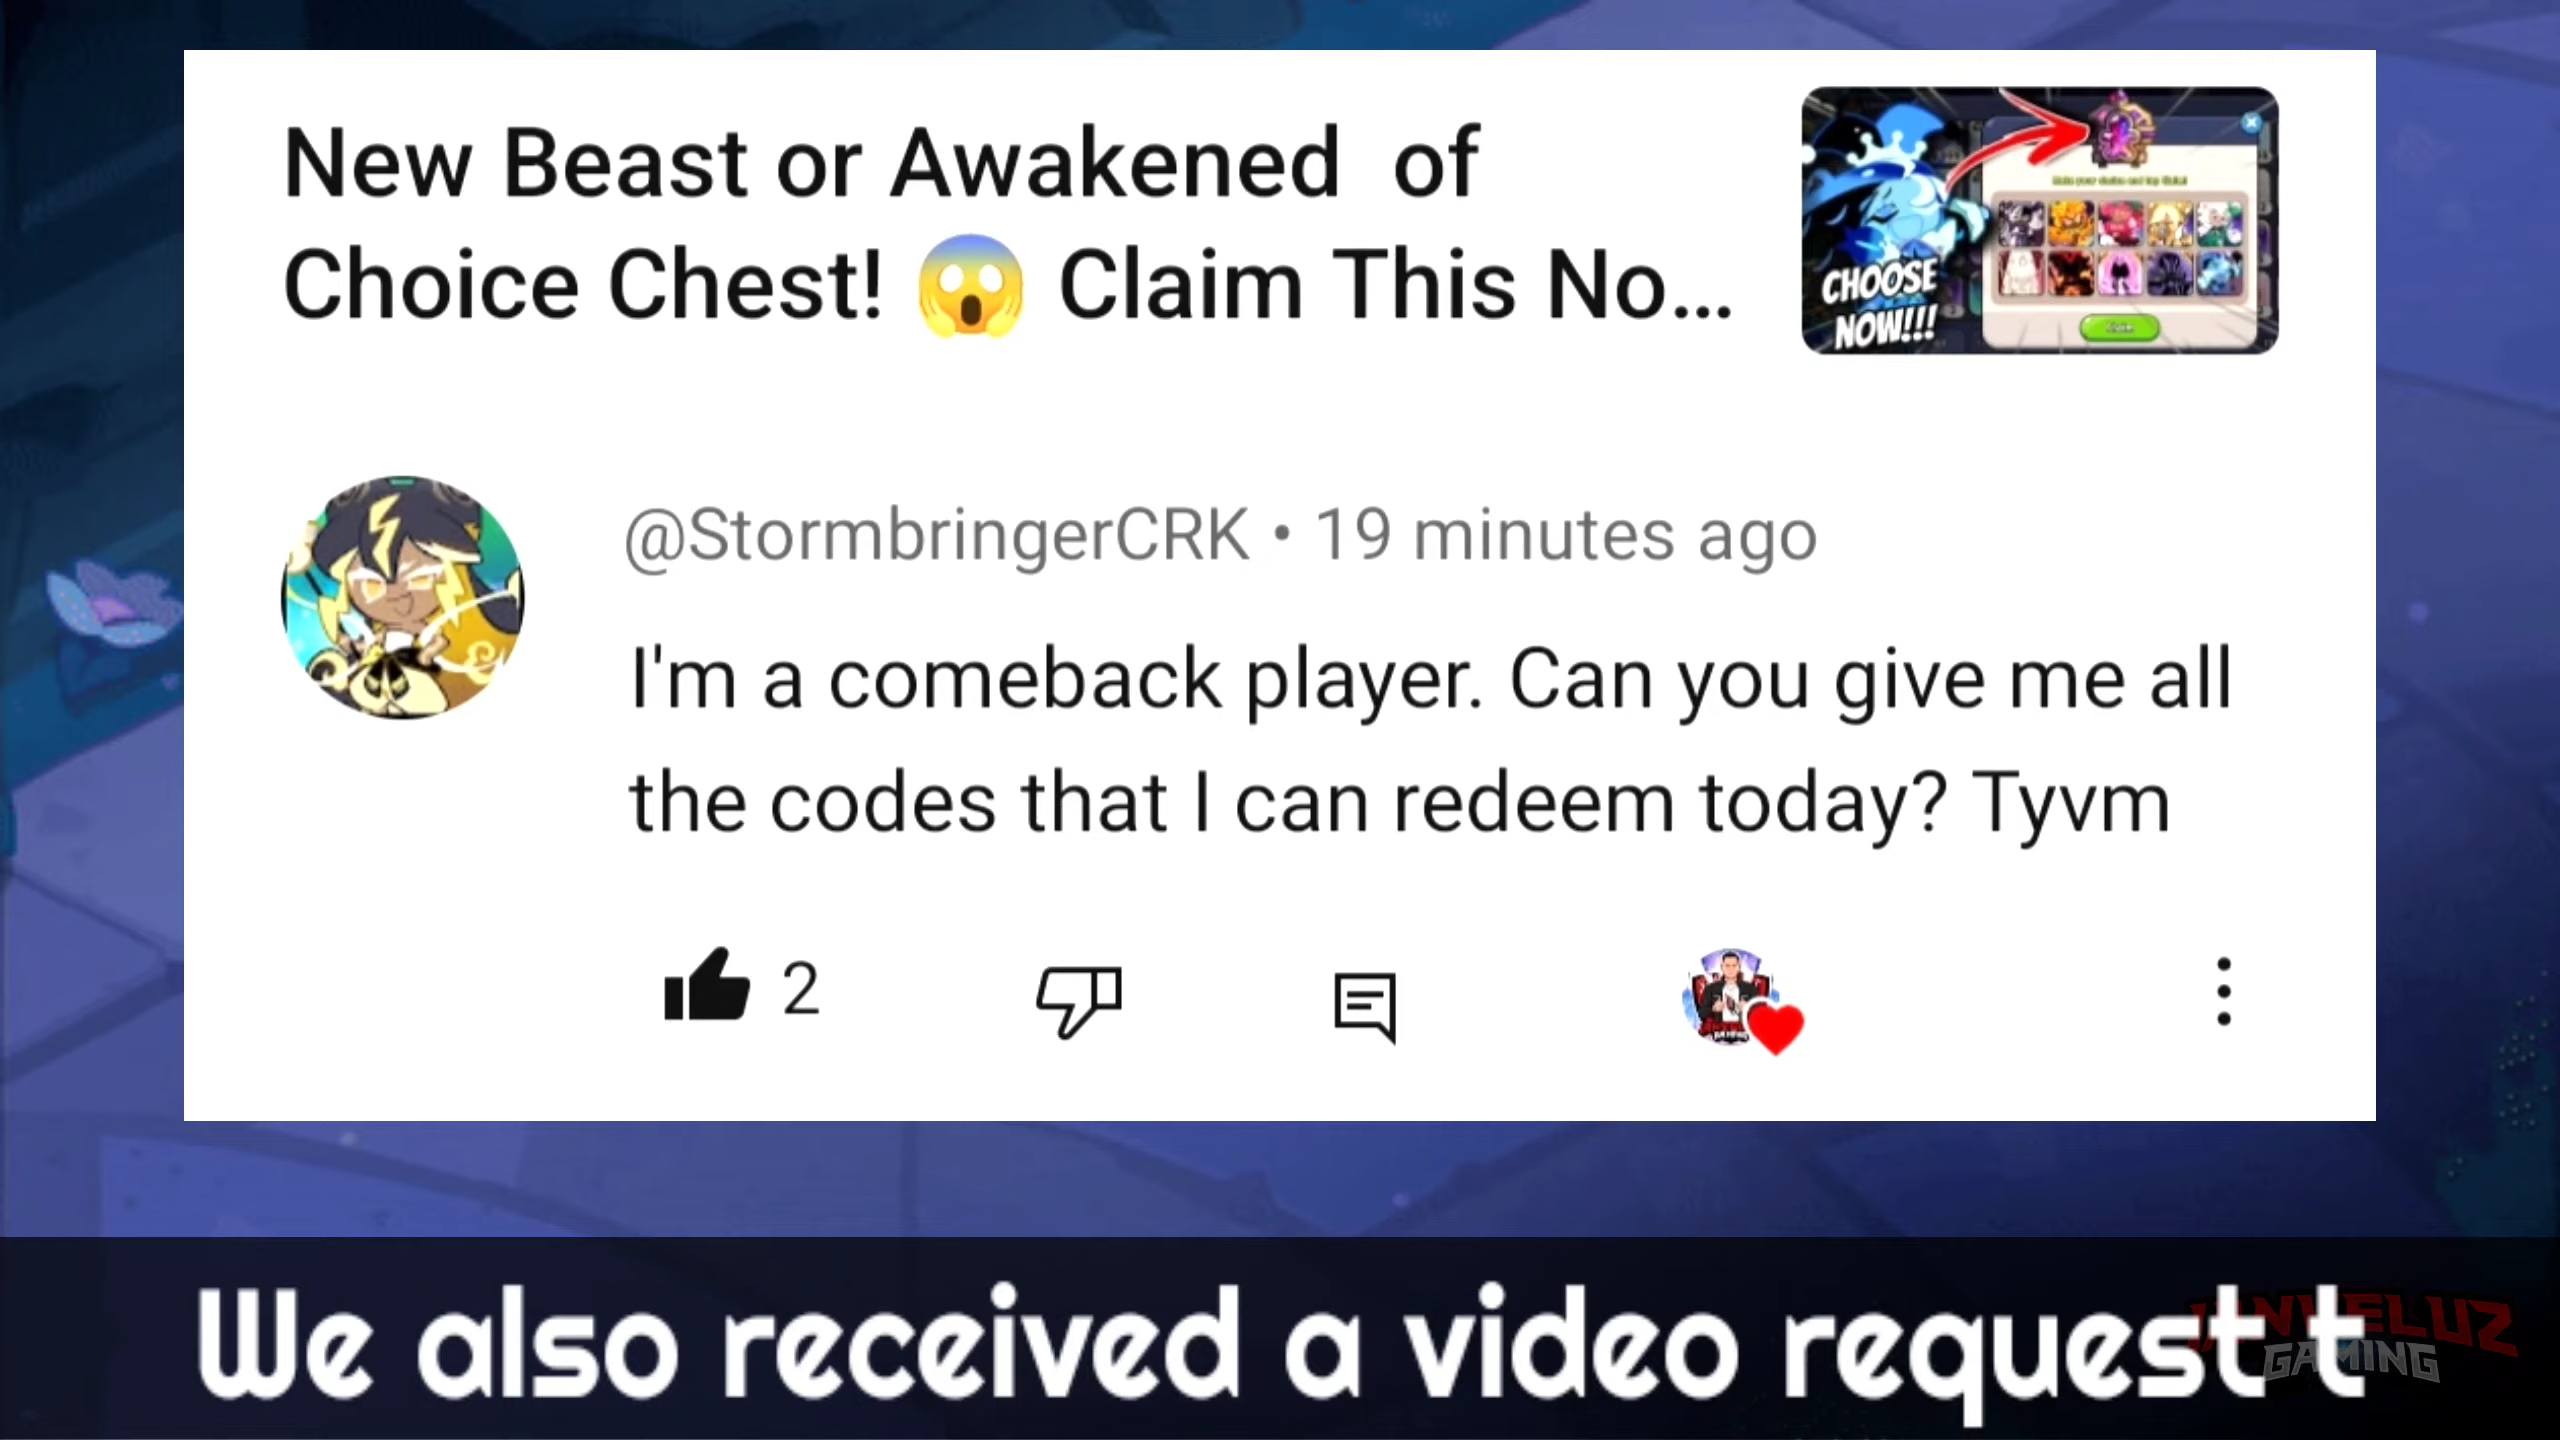 New Beast or Awakened of
Choice Chest! 😱 Claim This No...
CHOOSE
NOW!!!
@StormbringerCRK • 19 minutes ago
I'm a comeback player. Can you give me all
the codes that I can redeem today? Tyvm
2
We also received a video request t
GAMING